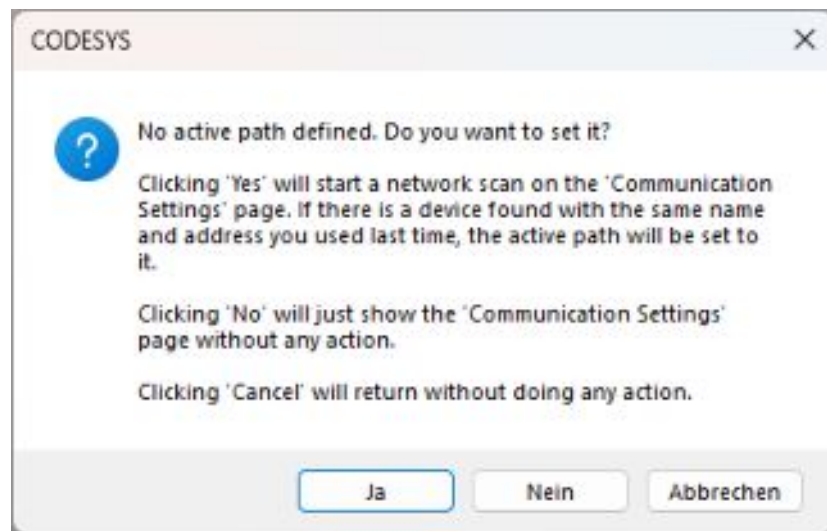 CODESYS
No active path defined. Do you want to set it?
Clicking 'Yes' will start a network scan on the 'Communication
Settings' page. If there is a device found with the same name
and address you used last time, the active path will be set to
it.
Clicking 'No' will just show the 'Communication Settings'
page without any action.
Clicking 'Cancel' will return without doing any action.
Ja
Nein
Abbrechen